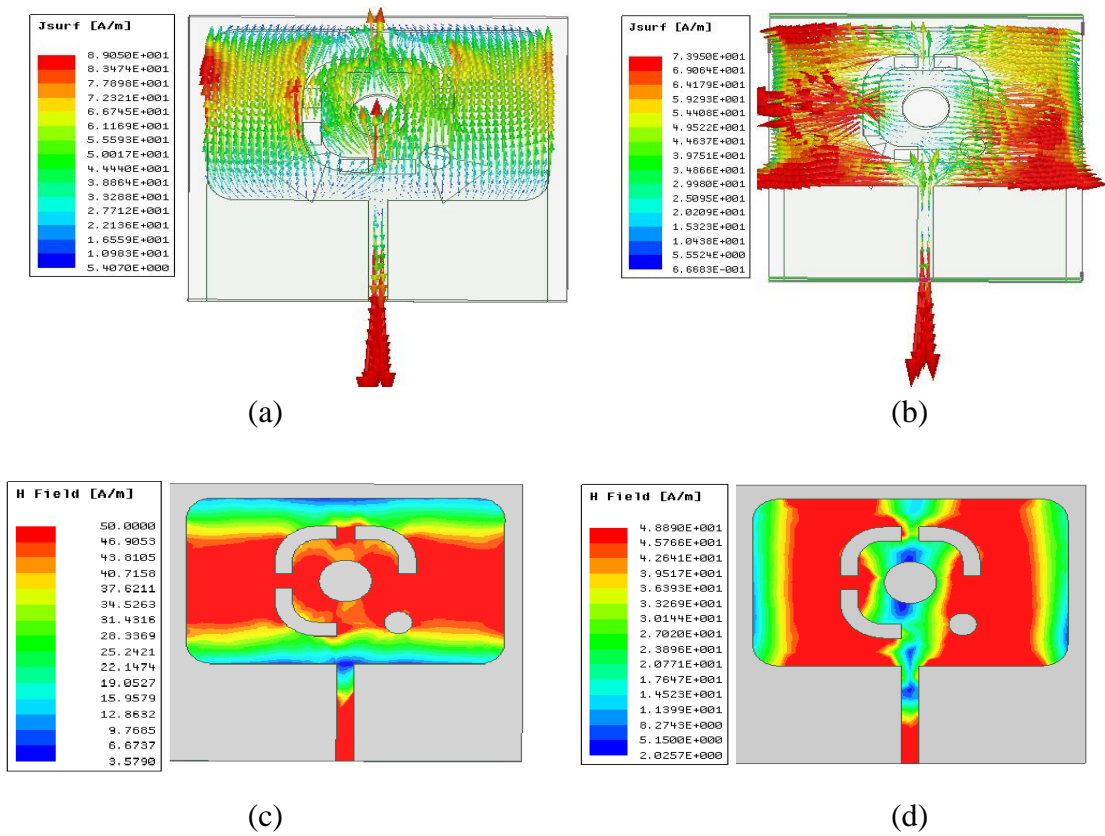 Jsurf [A/m]
8.9050E+001
8.3474E+001
7.7898E+001
7.2321E+001
6.6745E+001
6.1169E+001
5.5593E+001
5.0017E+001
4.4440E+001
3.8864E+001
3.3288E+001
2.7712E+001
2.2136E+001
1.6559E+001
1.0983E+001
5.4070E+000
(a)
Jsurf [A/m]
7.3950E+001
6.9064E+001
6.4179E+001
5.9293E+001
5.4408E+001
4.9522E+001
4.4637E+001
3.9751E+001
3.4866E+001
2.9980E+001
2.5095E+001
2.0209E+001
1.5323E+001
1.0438E+001
5.5524E+000
6.6683E-001
(b)
H Field [A/m]
50.0000
46.9053
43.8105
40.7158
37.6211
34.5263
31.4316
28.3369
25.2421
22.1474
19.0527
15.9579
12.8632
9.7685
6.6737
3.5790
(c)
H Field [A/m]
4.8890E+001
4.5766E+001
4.2641E+001
3.9517E+001
3.6393E+001
3.3269E+001
3.0144E+001
2.7020E+001
2.3896E+001
2.0771E+001
1.7647E+001
1.4523E+001
1.1399E+001
8.2743E+000
5.1500E+000
2.0257E+000
(d)